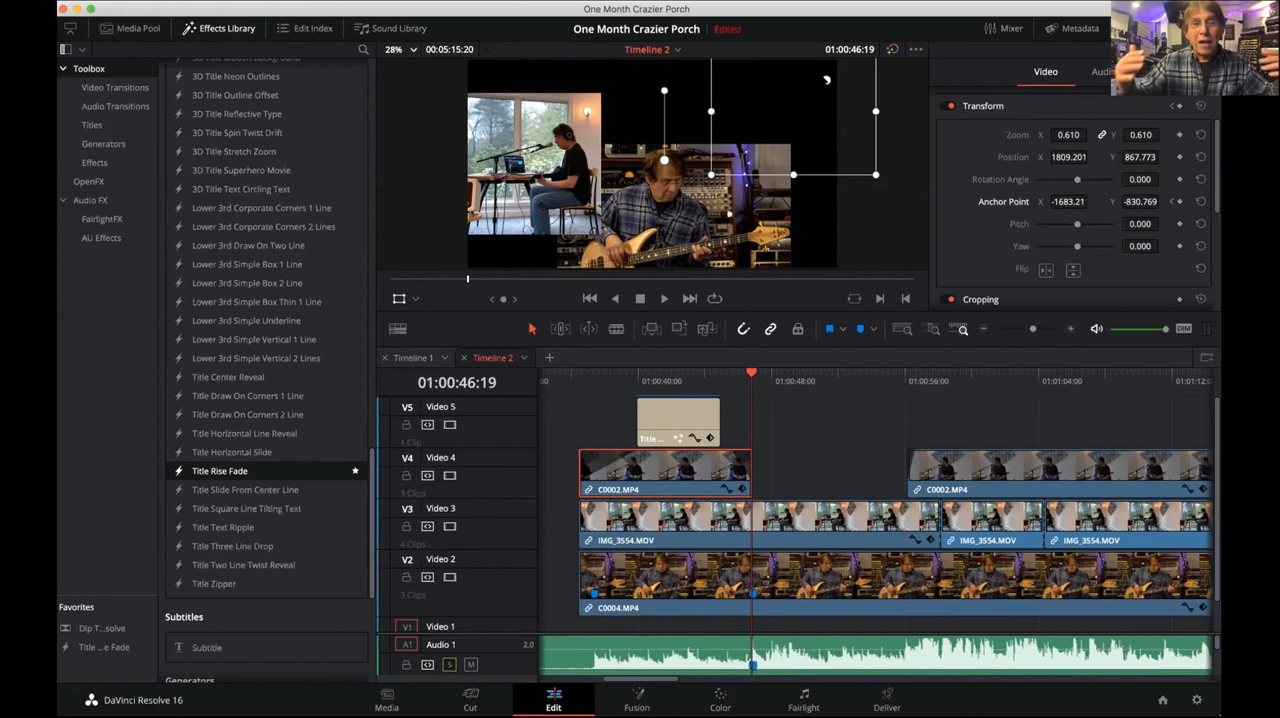 One Month Crazier Porch
Media Pool
Effects Library
Edit Index
Sound Library
One Month Crazier Porch
Edited
Mixer
Metadata
28%
00:05:15:20
Timeline 2
01:00:46:19
Video
Toolbox
Video Transitions
Audio Transitions
Titles
Generators
Effects
OpenFX
Audio FX
FairlightFX
AU Effects
3D Title Neon Outlines
3D Title Outline Offset
3D Title Reflective Type
3D Title Spin Twist Drift
3D Title Stretch Zoom
3D Title Superhero Movie
3D Text Circling Text
Lower 3rd Corporate Corners 1 Line
Lower 3rd Corporate Corners 2 Lines
Lower 3rd Draw On Two Line
Lower 3rd Simple Box 1 Line
Lower 3rd Simple Box 2 Line
Lower 3rd Simple Box Thin 1 Line
Lower 3rd Simple Underline
Lower 3rd Simple Vertical 1 Line
Lower 3rd Simple Vertical 2 Lines
Title Center Reveal
Title Draw On Corners 1 Line
Title Draw On Corners 2 Line
Title Horizontal Line Reveal
Title Horizontal Slide
Title Rise Fade
Title Slide From Center Line
Title Square Line Tilting Text
Title Text Ripple
Title Three Line Drop
Title Two Line Twist Reveal
Title Zipper
Subtitles
Subtitle
Favorites
Dip T...solve
Title ...e Fade
Transform
Zoom X 0.610 Y 0.610
Position X 1809.201 Y 867.773
Rotation Angle 0.000
Anchor Point X -1683.21 Y -830.769
Pitch 0.000
Yaw 0.000
Flip
Cropping
DIM
Timeline 1
Timeline 2
01:00:46:19
01:00:40:00
01:00:48:00
01:00:56:00
01:01:04:00
V5 Video 5
1 Clip
Title...
V4 Video 4
3 Clips
C0002.MP4
C0002.MP4
V3 Video 3
4 Clips
IMG_3554.MOV
IMG_3554.MOV
IMG_3554.MOV
V2 Video 2
3 Clips
C0004.MP4
V1 Video 1
A1 Audio 1 2.0
S M
DaVinci Resolve 16
Media
Cut
Edit
Fusion
Color
Fairlight
Deliver